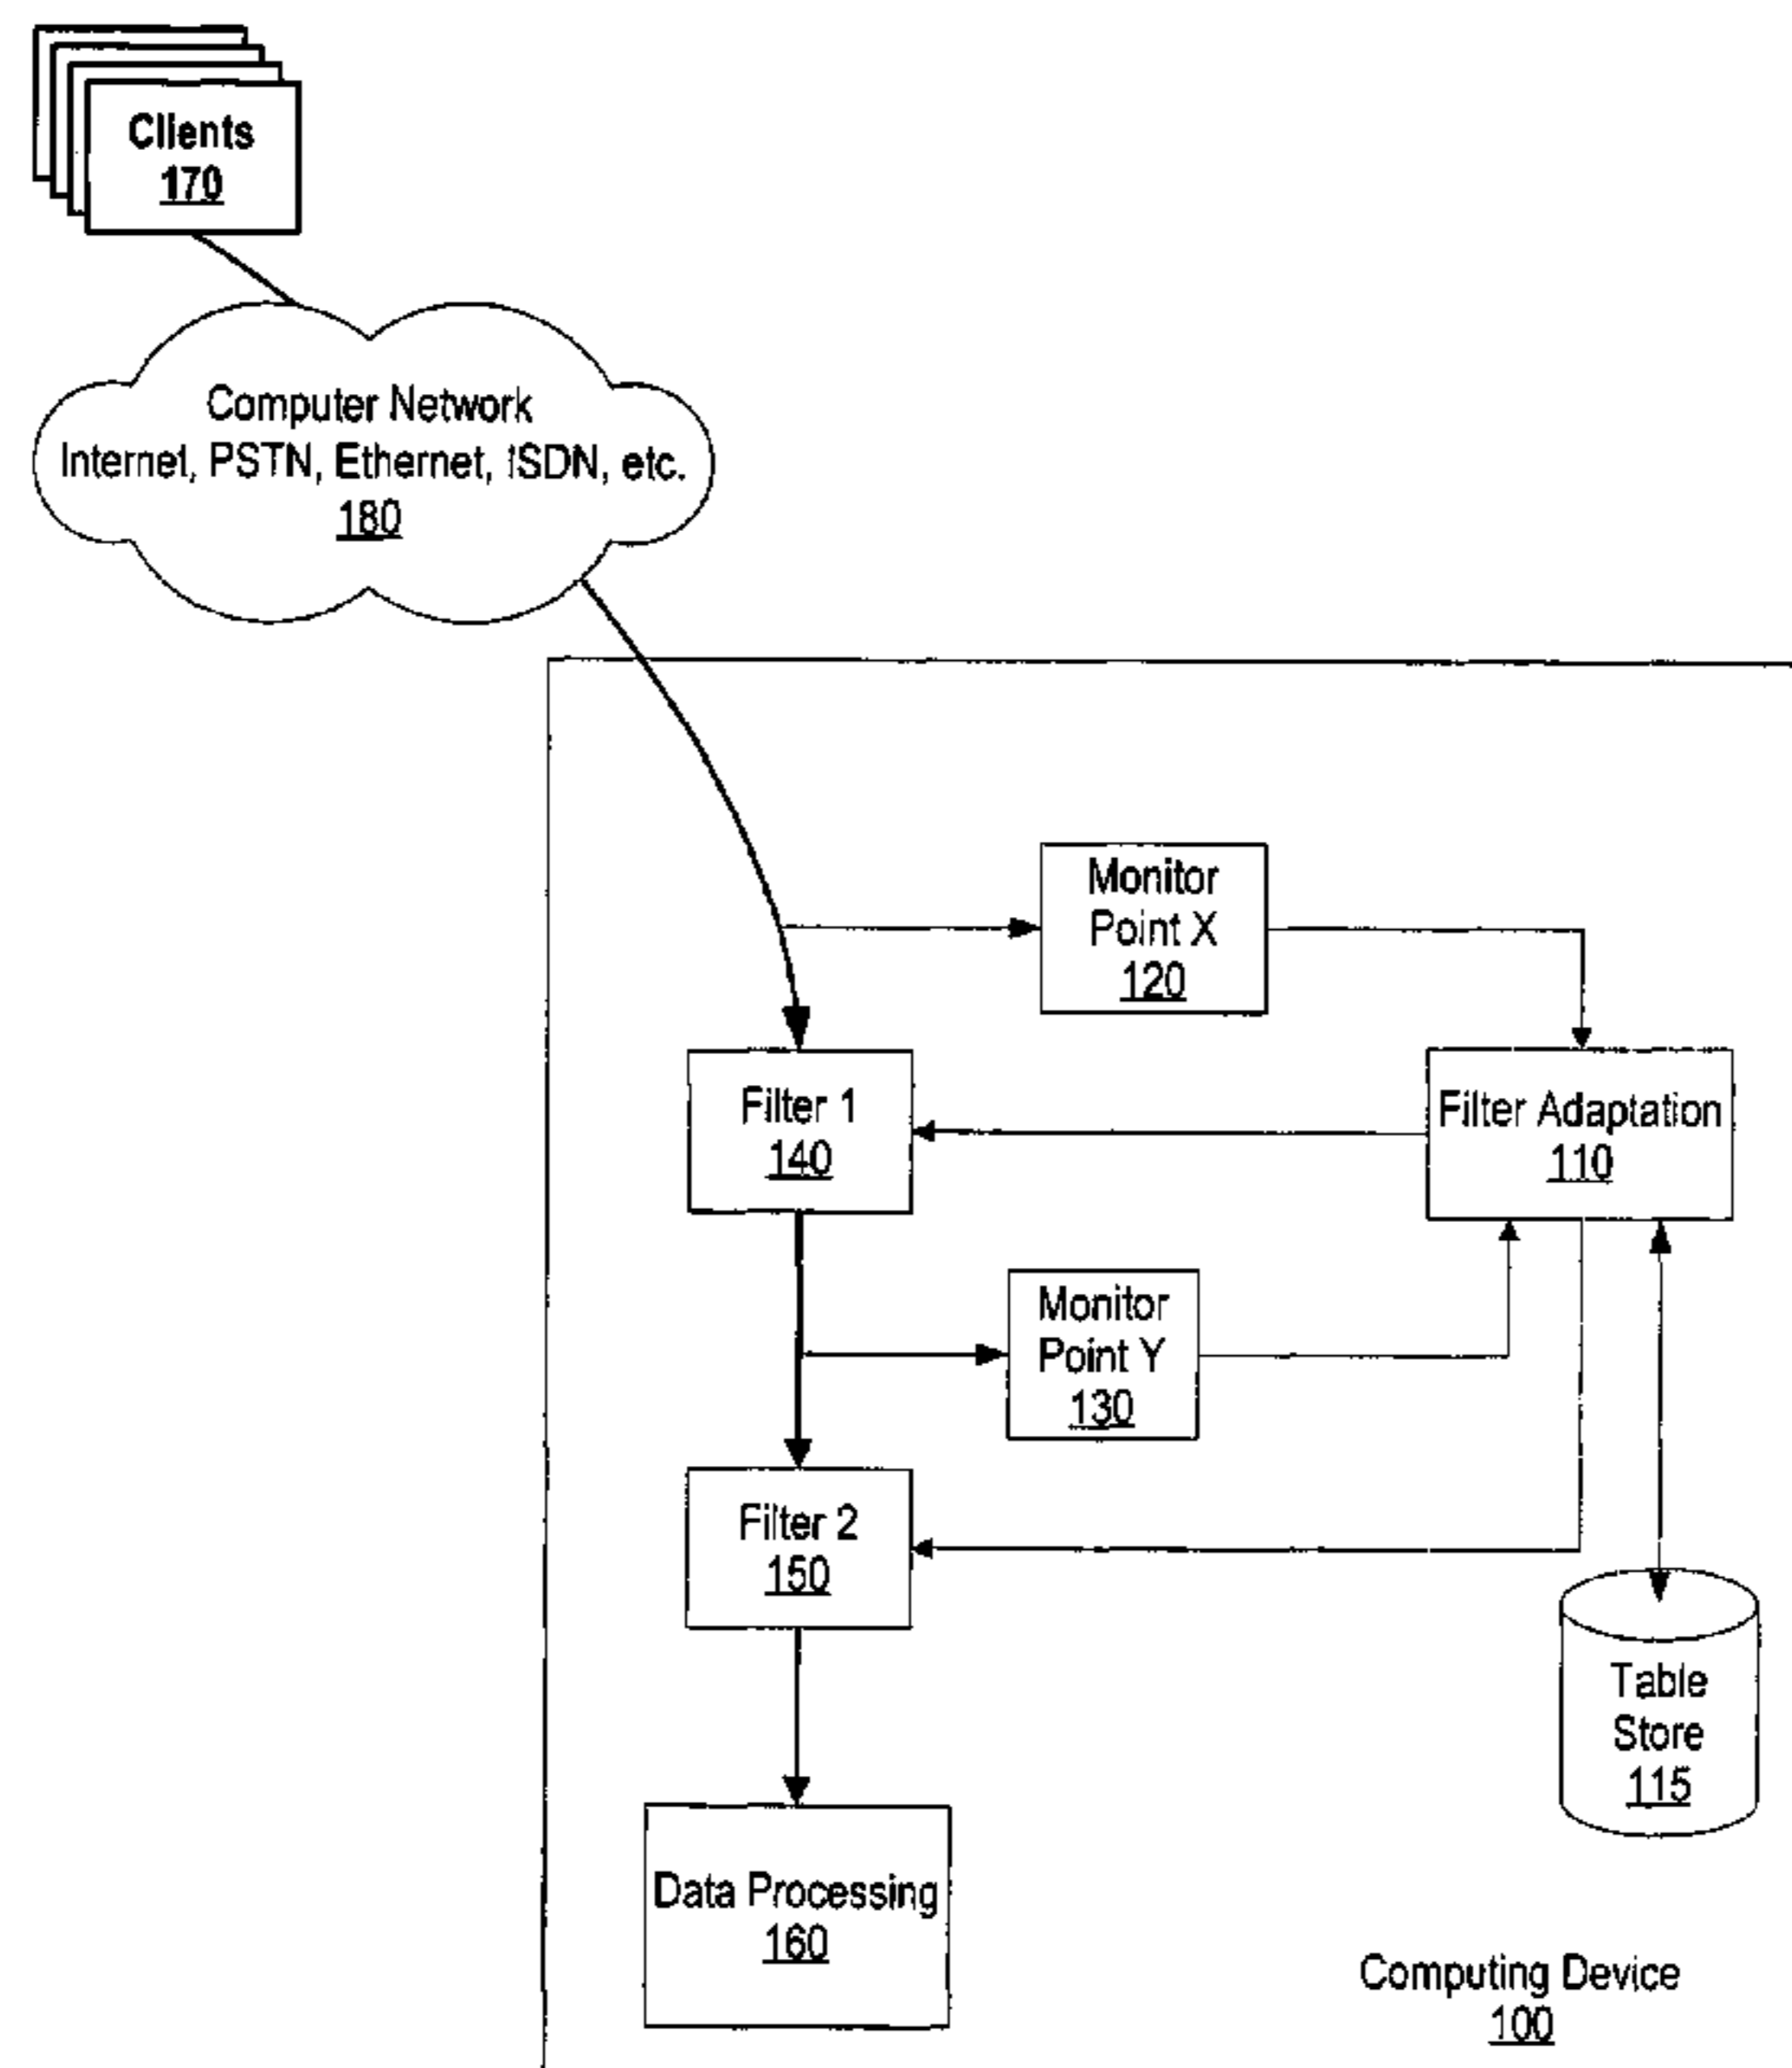 Clients
170
Computer Network
Internet, PSTN, Ethernet, ISDN, etc.
180
Monitor
Point X
120
Filter 1
140
Filter Adaptation
110
Monitor
Point Y
130
Filter 2
150
Table
Store
115
Data Processing
160
Computing Device
100